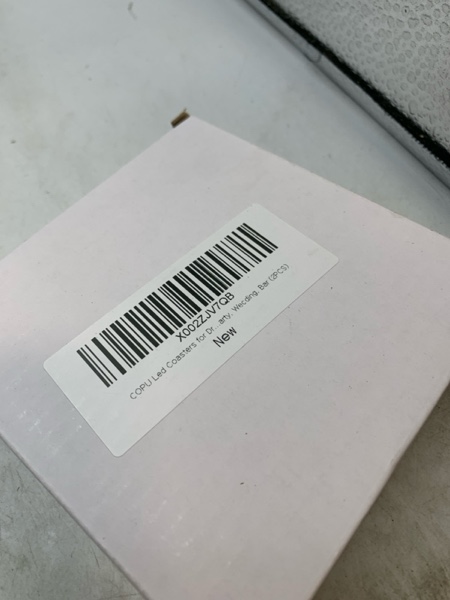 X002ZJV7QB
COPU Led Coasters for Dr...arty, Wedding, Bar (2PCS)
New